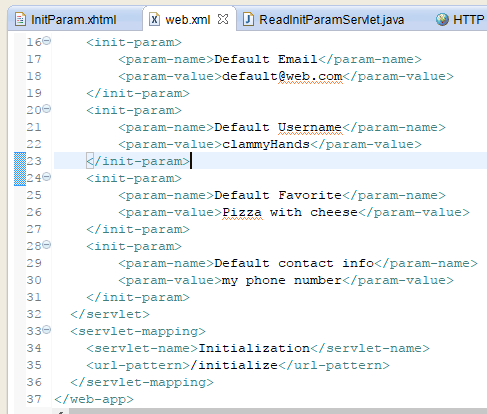 InitParam.xhtml web.xml ReadInitParamServlet.java HTTP
16 <init-param>
17 <param-name>Default Email</param-name>
18 <param-value>default@web.com</param-value>
19 </init-param>
20 <init-param>
21 <param-name>Default Username</param-name>
22 <param-value>clammyHands</param-value>
23 </init-param>
24 <init-param>
25 <param-name>Default Favorite</param-name>
26 <param-value>Pizza with cheese</param-value>
27 </init-param>
28 <init-param>
29 <param-name>Default contact info</param-name>
30 <param-value>my phone number</param-value>
31 </init-param>
32 </servlet>
33 <servlet-mapping>
34 <servlet-name>Initialization</servlet-name>
35 <url-pattern>/initialize</url-pattern>
36 </servlet-mapping>
37 </web-app>